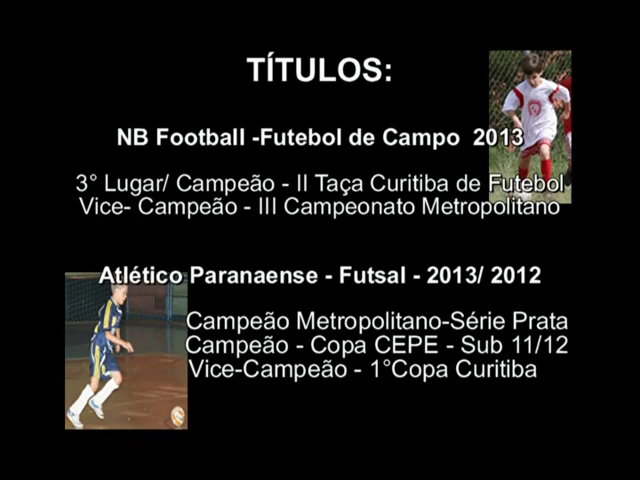 TÍTULOS:
NB Football -Futebol de Campo 2013
3° Lugar/ Campeão - II Taça Curitiba de Futebol
Vice- Campeão - III Campeonato Metropolitano
Atlético Paranaense - Futsal - 2013/ 2012
Campeão Metropolitano-Série Prata
Campeão - Copa CEPE - Sub 11/12
Vice-Campeão - 1°Copa Curitiba